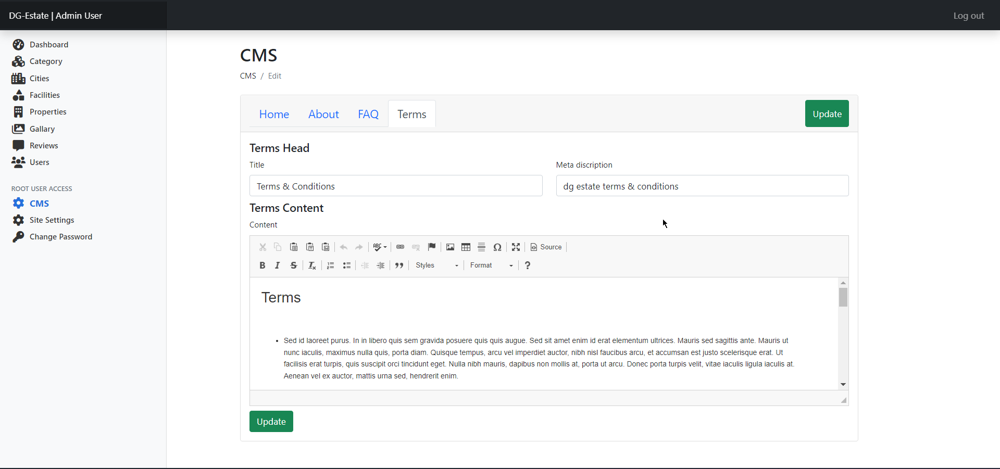 DG-Estate | Admin User
Log out
Dashboard
Category
Cities
Facilities
Properties
Gallary
Reviews
Users
ROOT USER ACCESS
CMS
Site Settings
Change Password
CMS
CMS / Edit
Home About FAQ Terms
Update
Terms Head
Title
Meta discription
Terms & Conditions
dg estate terms & conditions
Terms Content
Content
ABC
Ω
Source
B I S Tx
Styles
Format
?
Terms
• Sed id laoreet purus. In in libero quis sem gravida posuere quis quis augue. Sed sit amet enim id erat elementum ultrices. Mauris sed sagittis ante. Mauris ut
nunc iaculis, maximus nulla quis, porta diam. Quisque tempus, arcu vel imperdiet auctor, nibh nisl faucibus arcu, et accumsan est justo scelerisque erat. Ut
facilisis erat turpis, quis suscipit orci tincidunt eget. Nulla nibh mauris, dapibus non mollis at, porta ut arcu. Donec porta turpis velit, vitae iaculis ligula iaculis at.
Aenean vel ex auctor, mattis urna sed, hendrerit enim.
Update